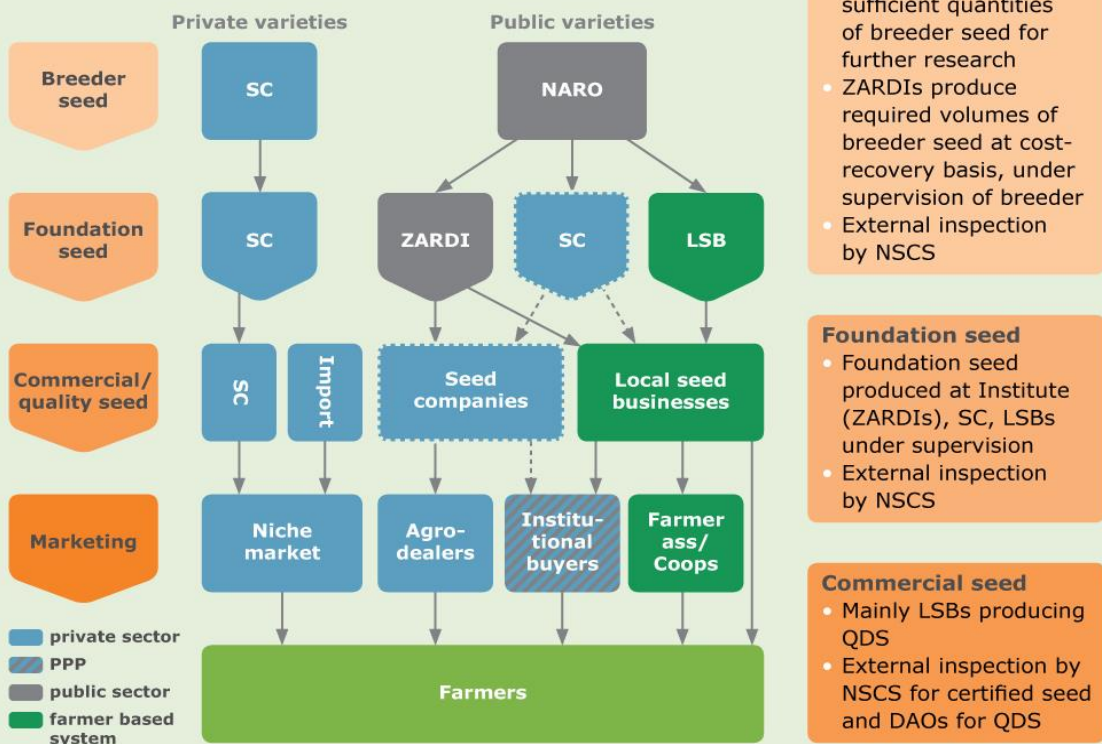 Private varieties
Public varieties
Breeder
seed
SC
NARO
Foundation
seed
SC
ZARDI
SC
LSB
Commercial/
quality seed
SC
Import
Seed
companies
Local seed
businesses
Marketing
Niche
market
Agro-
dealers
Institu-
tional
buyers
Farmer
ass/
Coops
Farmers
private sector
PPP
public sector
farmer based
system
sufficient quantities
of breeder seed for
further research
• ZARDIs produce
required volumes of
breeder seed at cost-
recovery basis, under
supervision of breeder
• External inspection
by NSCS
Foundation seed
• Foundation seed
produced at Institute
(ZARDIs), SC, LSBs
under supervision
• External inspection
by NSCS
Commercial seed
• Mainly LSBs producing
QDS
• External inspection by
NSCS for certified seed
and DAOs for QDS